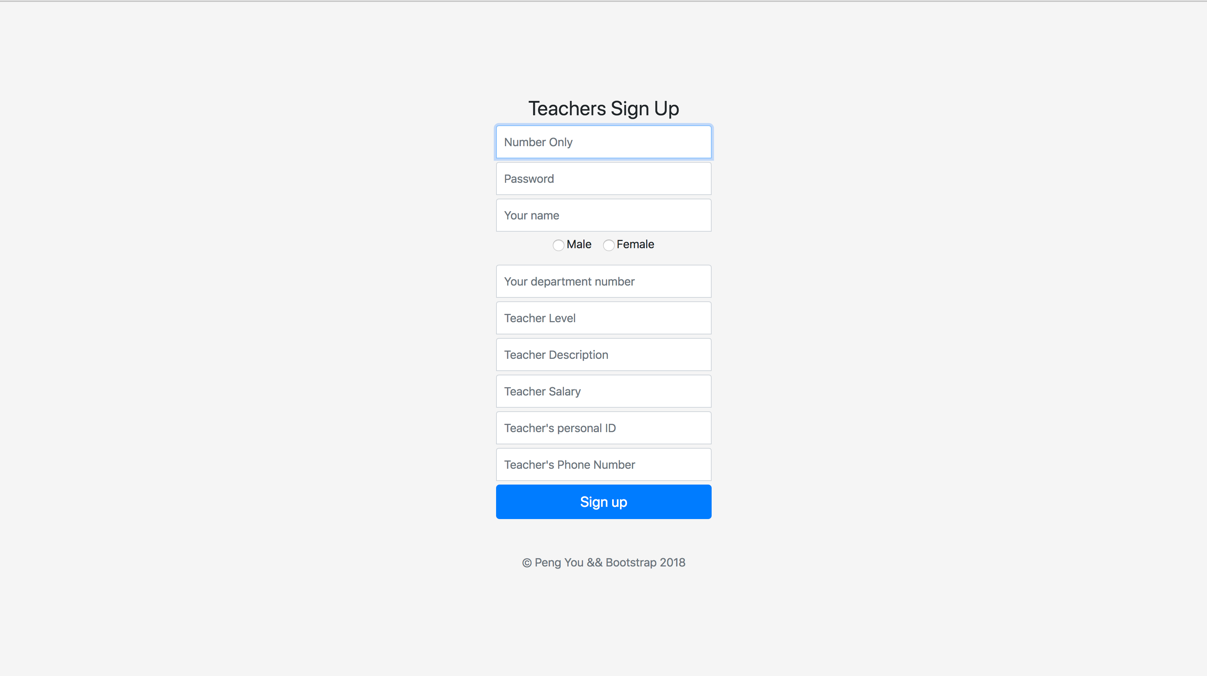 Teachers Sign Up
Number Only
Password
Your name
Male Female
Your department number
Teacher Level
Teacher Description
Teacher Salary
Teacher's personal ID
Teacher's Phone Number
Sign up
© Peng You && Bootstrap 2018